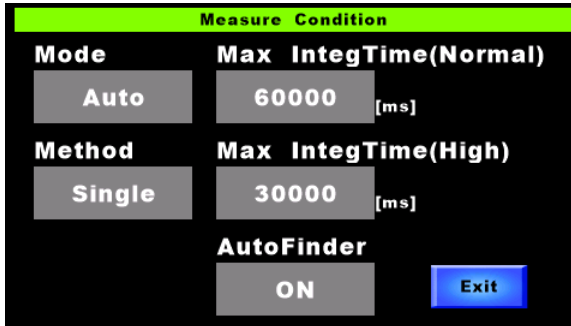 Measure Condition
Mode
Max IntegTime(Normal)
Auto
60000
[ms]
Method
Max IntegTime(High)
Single
30000
[ms]
AutoFinder
ON
Exit